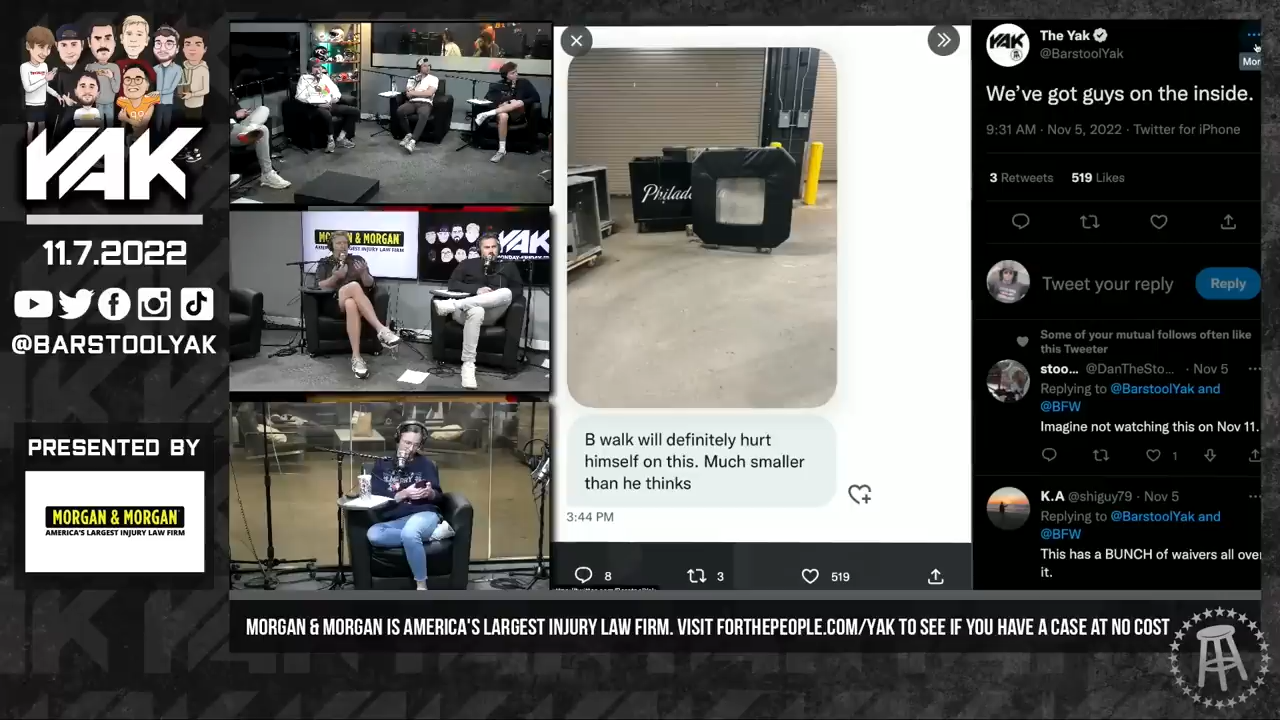 YAK
11.7.2022
@BARSTOOLYAK
PRESENTED BY
MORGAN & MORGAN
AMERICA'S LARGEST INJURY LAW FIRM
MORGAN & MORGAN
YAK
Philade
B walk will definitely hurt
himself on this. Much smaller
than he thinks
3:44 PM
8
3
519
YAK
The Yak
@BarstoolYak
Mor
We've got guys on the inside.
9:31 AM · Nov 5, 2022 · Twitter for iPhone
3 Retweets 519 Likes
Tweet your reply
Reply
Some of your mutual follows often like
this Tweeter
stoo... @DanTheSto... · Nov 5
Replying to @BarstoolYak and
@BFW
Imagine not watching this on Nov 11.
1
K.A @shiguy79 · Nov 5
Replying to @BarstoolYak and
@BFW
This has a BUNCH of waivers all over
it.
MORGAN & MORGAN IS AMERICA'S LARGEST INJURY LAW FIRM. VISIT FORTHEPEOPLE.COM/YAK TO SEE IF YOU HAVE A CASE AT NO COST